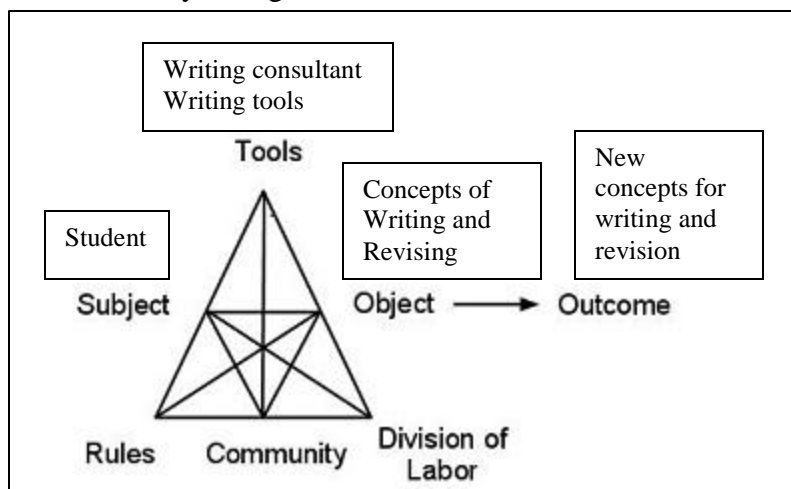 Writing consultant
Writing tools
Tools
Student
Concepts of
Writing and
Revising
New
concepts for
writing and
revision
Subject
Object
Outcome
Rules
Community
Division of
Labor